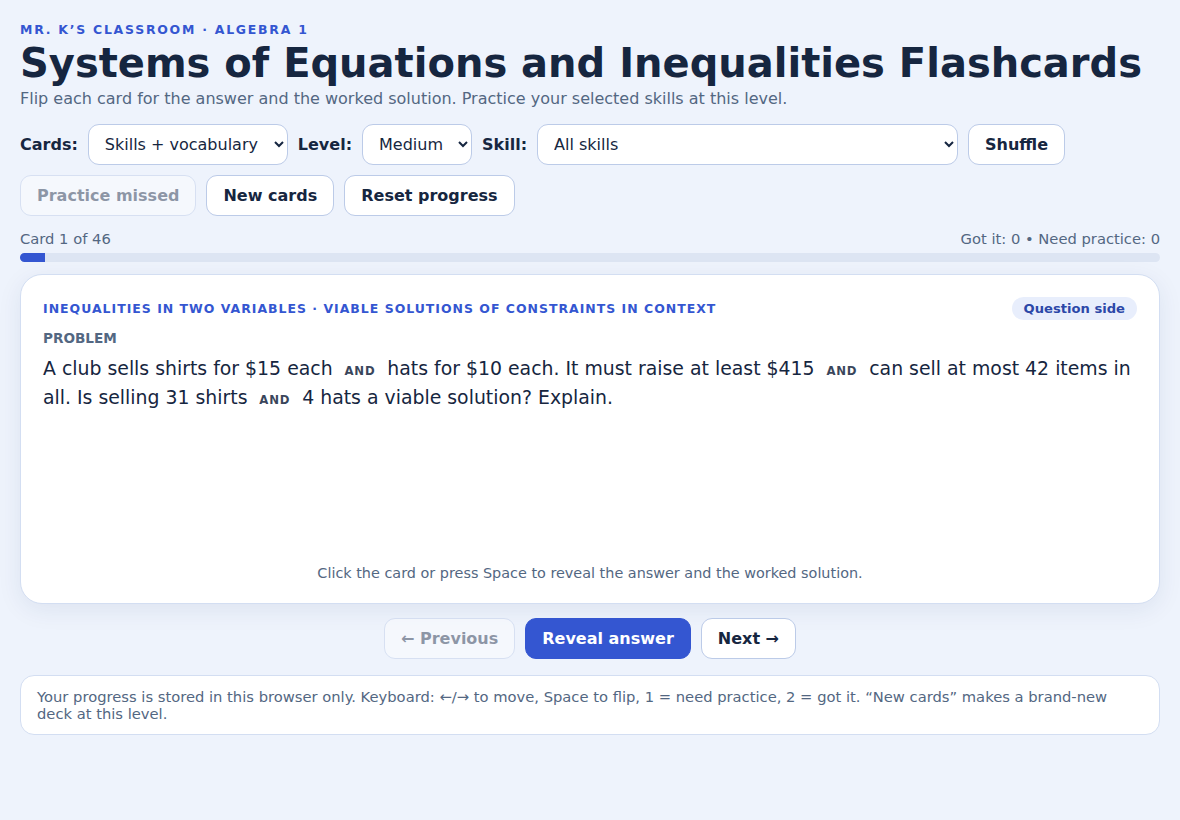 MR. K’S CLASSROOM · ALGEBRA 1
Systems of Equations and Inequalities Flashcards
Flip each card for the answer and the worked solution. Practice your selected skills at this level.
Cards: Skills + vocabulary Level: Medium Skill: All skills Shuffle
Practice missed New cards Reset progress
Card 1 of 46 Got it: 0 • Need practice: 0
INEQUALITIES IN TWO VARIABLES · VIABLE SOLUTIONS OF CONSTRAINTS IN CONTEXT Question side
PROBLEM
A club sells shirts for $15 each AND hats for $10 each. It must raise at least $415 AND can sell at most 42 items in
all. Is selling 31 shirts AND 4 hats a viable solution? Explain.
Click the card or press Space to reveal the answer and the worked solution.
← Previous Reveal answer Next →
Your progress is stored in this browser only. Keyboard: ←/→ to move, Space to flip, 1 = need practice, 2 = got it. “New cards” makes a brand-new
deck at this level.